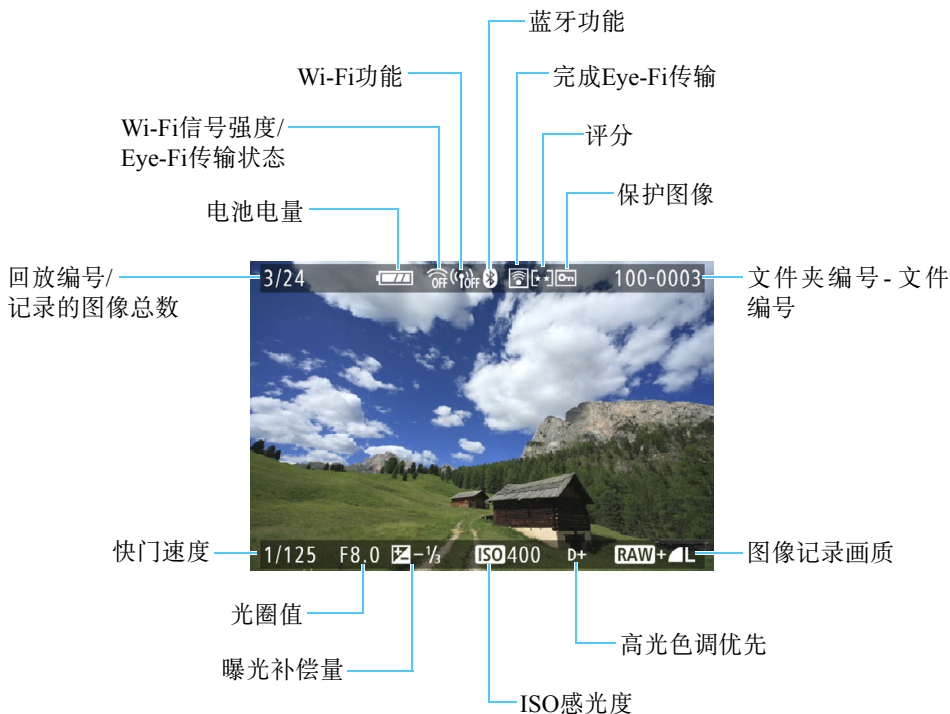 蓝牙功能
Wi-Fi功能
完成Eye-Fi传输
Wi-Fi信号强度/
Eye-Fi传输状态
评分
保护图像
电池电量
回放编号/
记录的图像总数
3/24
OFF
OFF
100-0003
文件夹编号 - 文件
编号
快门速度
1/125 F8.0 -1/3 ISO 400 D+ RAW+L
图像记录画质
光圈值
高光色调优先
曝光补偿量
ISO感光度